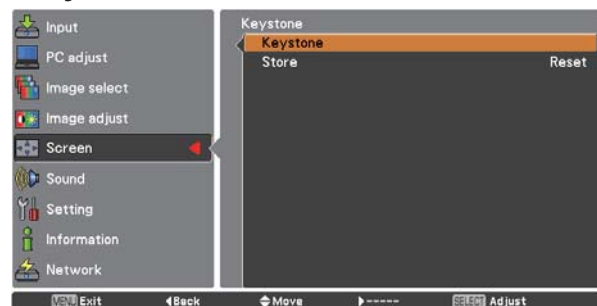 Input
PC adjust
Image select
Image adjust
Screen
Sound
Setting
Information
Network
Keystone
Keystone
Store Reset
MENU Exit Back Move ----- SELECT Adjust